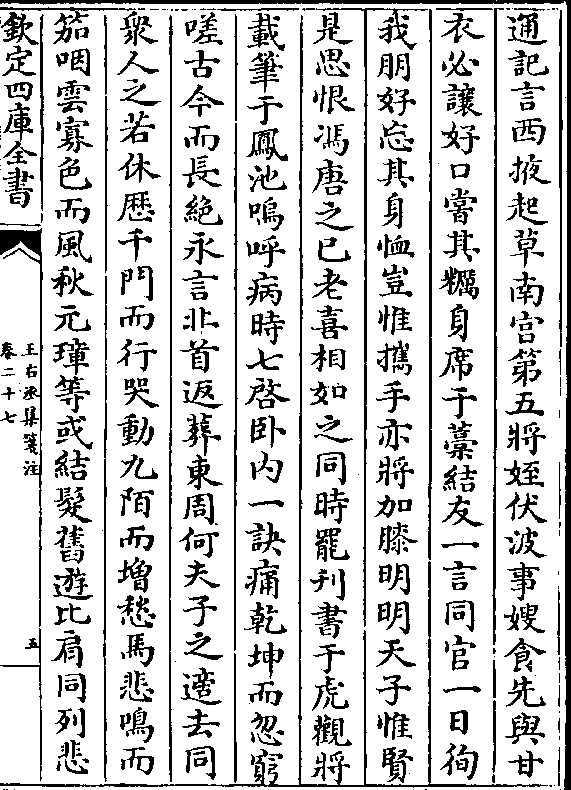 通記言西掖起草南宮第五將姪伏波事嫂食先與甘
衣必讓好口嘗其糲身席于藁結友一言同官一日徇
我朋好忘其身恤豈惟攜手亦將加膝明明天子惟賢
是思恨馮唐之已老喜相如之同時罷刋書于虎觀將
載筆于鳳池嗚呼病時七啓卧内一訣痛乾坤而忽窮
嗟古今而長絶永言北首返葬東周何夫子之適去同
衆人之若休歴千門而行哭動九陌而增愁馬悲鳴而
笳咽雲寡色而風秋元璋等或結髮舊遊比肩同列悲
欽定四庫全書
王右丞集箋注
卷二十七
五